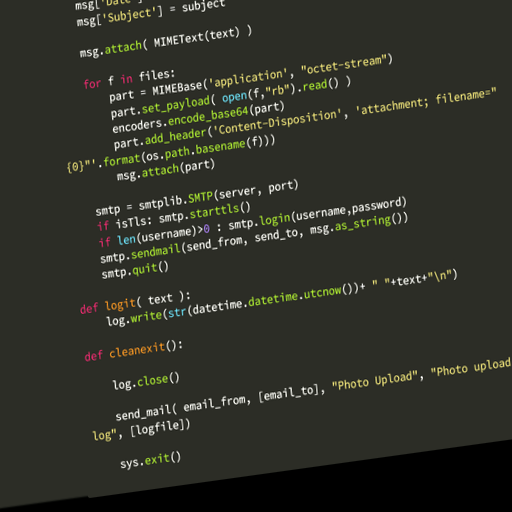 msg['Date']
msg['Subject'] = subject
msg.attach( MIMEText(text) )
for f in files:
part = MIMEBase('application', "octet-stream")
part.set_payload( open(f,"rb").read() )
encoders.encode_base64(part)
part.add_header('Content-Disposition', 'attachment; filename="
{0}"'.format(os.path.basename(f)))
msg.attach(part)
smtp = smtplib.SMTP(server, port)
if isTls: smtp.starttls()
if len(username)>0 : smtp.login(username,password)
smtp.sendmail(send_from, send_to, msg.as_string())
smtp.quit()
def logit( text ):
log.write(str(datetime.datetime.utcnow())+ " "+text+"\n")
def cleanexit():
log.close()
send_mail( email_from, [email_to], "Photo Upload", "Photo upload
log", [logfile])
sys.exit()